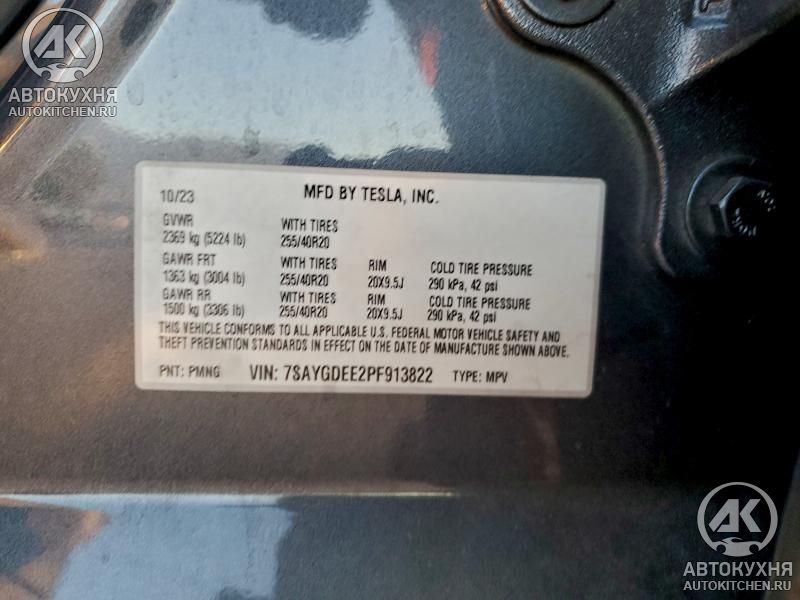 AK
АВТОКУХНЯ
AUTOKITCHEN.RU
10/23 MFD BY TESLA, INC.
GVWR WITH TIRES
2369 kg (5224 lb) 255/40R20
GAWR FRT WITH TIRES RIM COLD TIRE PRESSURE
1363 kg (3004 lb) 255/40R20 20X9.5J 290 kPa, 42 psi
GAWR RR WITH TIRES RIM COLD TIRE PRESSURE
1500 kg (3306 lb) 255/40R20 20X9.5J 290 kPa, 42 psi
THIS VEHICLE CONFORMS TO ALL APPLICABLE U.S. FEDERAL MOTOR VEHICLE SAFETY AND
THEFT PREVENTION STANDARDS IN EFFECT ON THE DATE OF MANUFACTURE SHOWN ABOVE.
PNT: PMNG VIN: 7SAYGDEE2PF913822 TYPE: MPV
AK
АВТОКУХНЯ
AUTOKITCHEN.RU